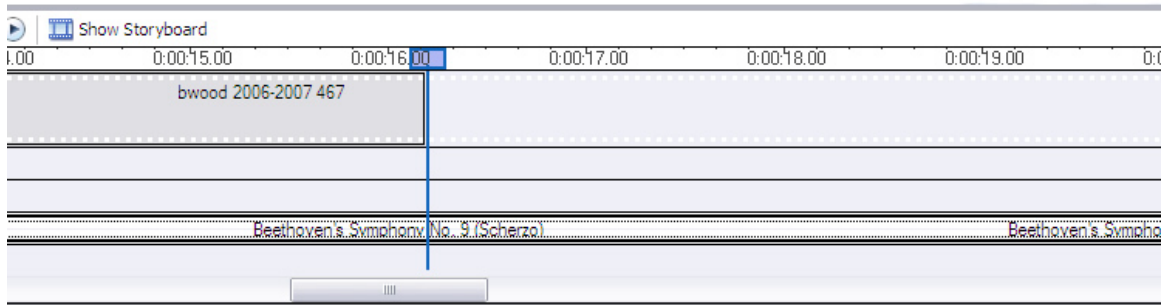 Show Storyboard
.00 0:00:15.00 0:00:16.00 0:00:17.00 0:00:18.00 0:00:19.00 0:
bwood 2006-2007 467
Beethoven's Symphony No. 9 (Scherzo) Beethoven's Sympho